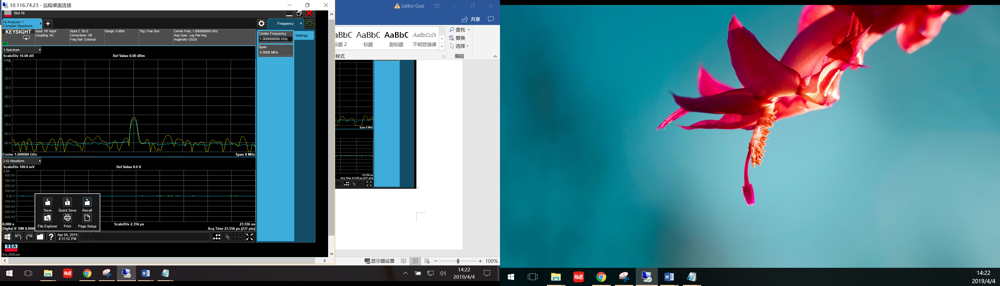 10.116.74.23 - 远程桌面连接
Slot 16
IQ Analyzer 1
Complex Spectrum
Frequency
KEYSIGHT
Input: RF Input
Coupling: AC
Input Z: 50 Ω
Corrections: Off
Freq Ref: External
Range: 0 dBm
Trig: Free Run
Center Freq: 1.000000000 GHz
Avg Type: Log-Pwr Avg
Avg|Hold:>25/25
LXI
Center Frequency
1.000000000 GHz
Span
8.0000 MHz
Settings
1 Spectrum
Scale/Div 10.00 dB
Ref Value 0.00 dBm
Log
-10.0
-20.0
-30.0
-40.0
-50.0
-60.0
-70.0
-80.0
-90.0
Center 1.000000 GHz
Span 8 MHz
2 IQ Waveform
Scale/Div 100.0 mV
Ref Value 0.0 V
Lin
400 mV
300 mV
200 mV
100 mV
0.00 V
-100 mV
-200 mV
-300 mV
-400 mV
Save
Quick Save
Recall
File Explorer
Print
Page Setup
0.000 s
Scale/Div 2.356 µs
23.556 us
Digital IF BW 8.0000
Acq Time 23.556 µs (237 pts)
?
Apr 04, 2019
4:31:52 PM
VSA
Vsa_2018.exe
Leibo Guo
共享
aBbC AaBbC AaBbC AaBbCcDc
标题 2 标题 副标题 不明显强调
样式
查找
替换
选择
编辑
Span 8 MHz
23.556 us
Acq Time 23.556 µs (237 pts)
显示器设置
100%
有道
14:22
2019/4/4
有道
14:22
2019/4/4